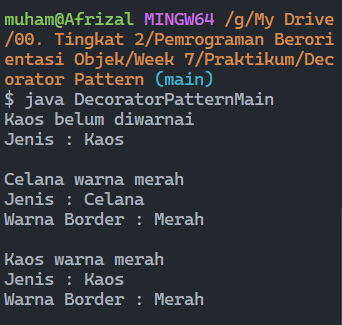 muham@Afrizal MINGW64 /g/My Drive
/00. Tingkat 2/Pemrograman Berori
entasi Objek/Week 7/Praktikum/Dec
orator Pattern (main)
$ java DecoratorPatternMain
Kaos belum diwarnai
Jenis : Kaos

Celana warna merah
Jenis : Celana
Warna Border : Merah

Kaos warna merah
Jenis : Kaos
Warna Border : Merah